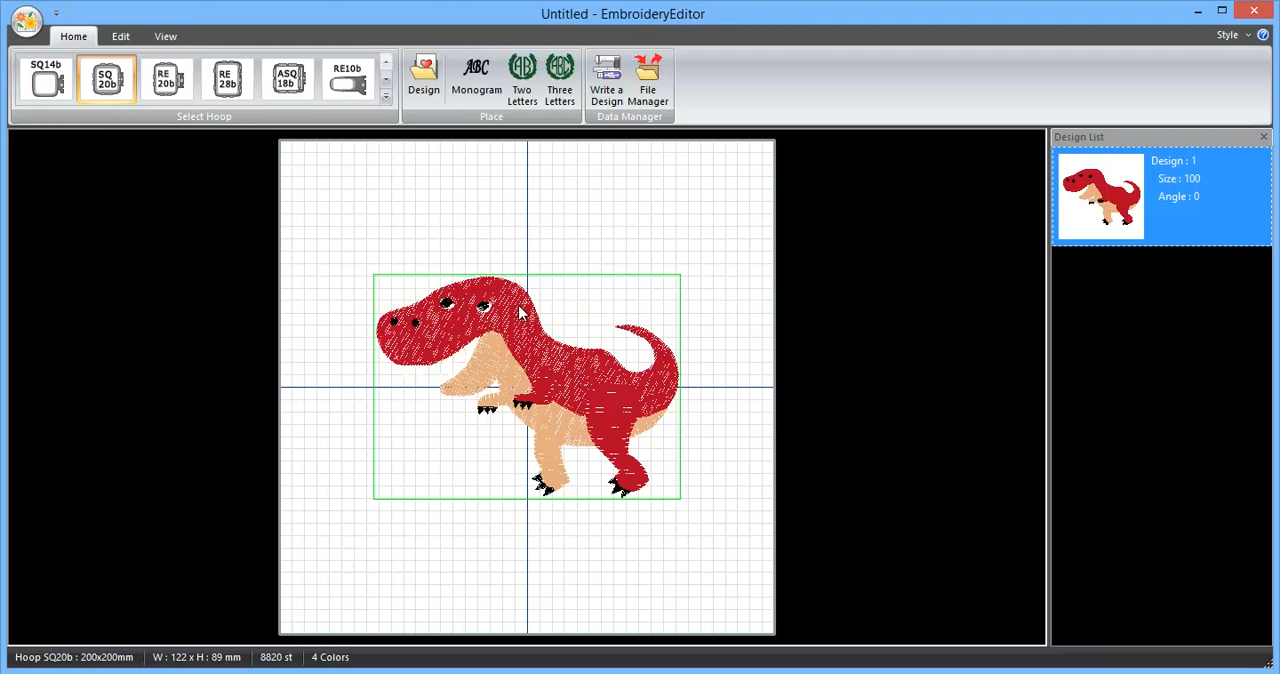 Untitled - EmbroideryEditor
Home Edit View Style
SQ14b SQ 20b RE 20b RE 28b ASQ 18b RE10b
Select Hoop
Design Monogram Two Letters Three Letters
ABC AB ABC
Place
Write a Design File Manager
Data Manager
Design List
Design : 1
Size : 100
Angle : 0
Hoop SQ20b : 200x200mm W : 122 x H : 89 mm 8820 st 4 Colors